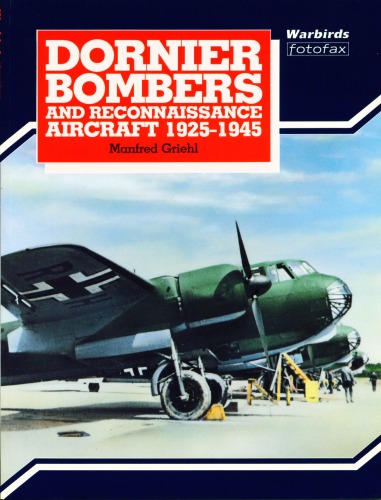 Warbirds
fotofax
DORNIER
BOMBERS
AND RECONNAISSANCE
AIRCRAFT 1925-1945
Manfred Griehl